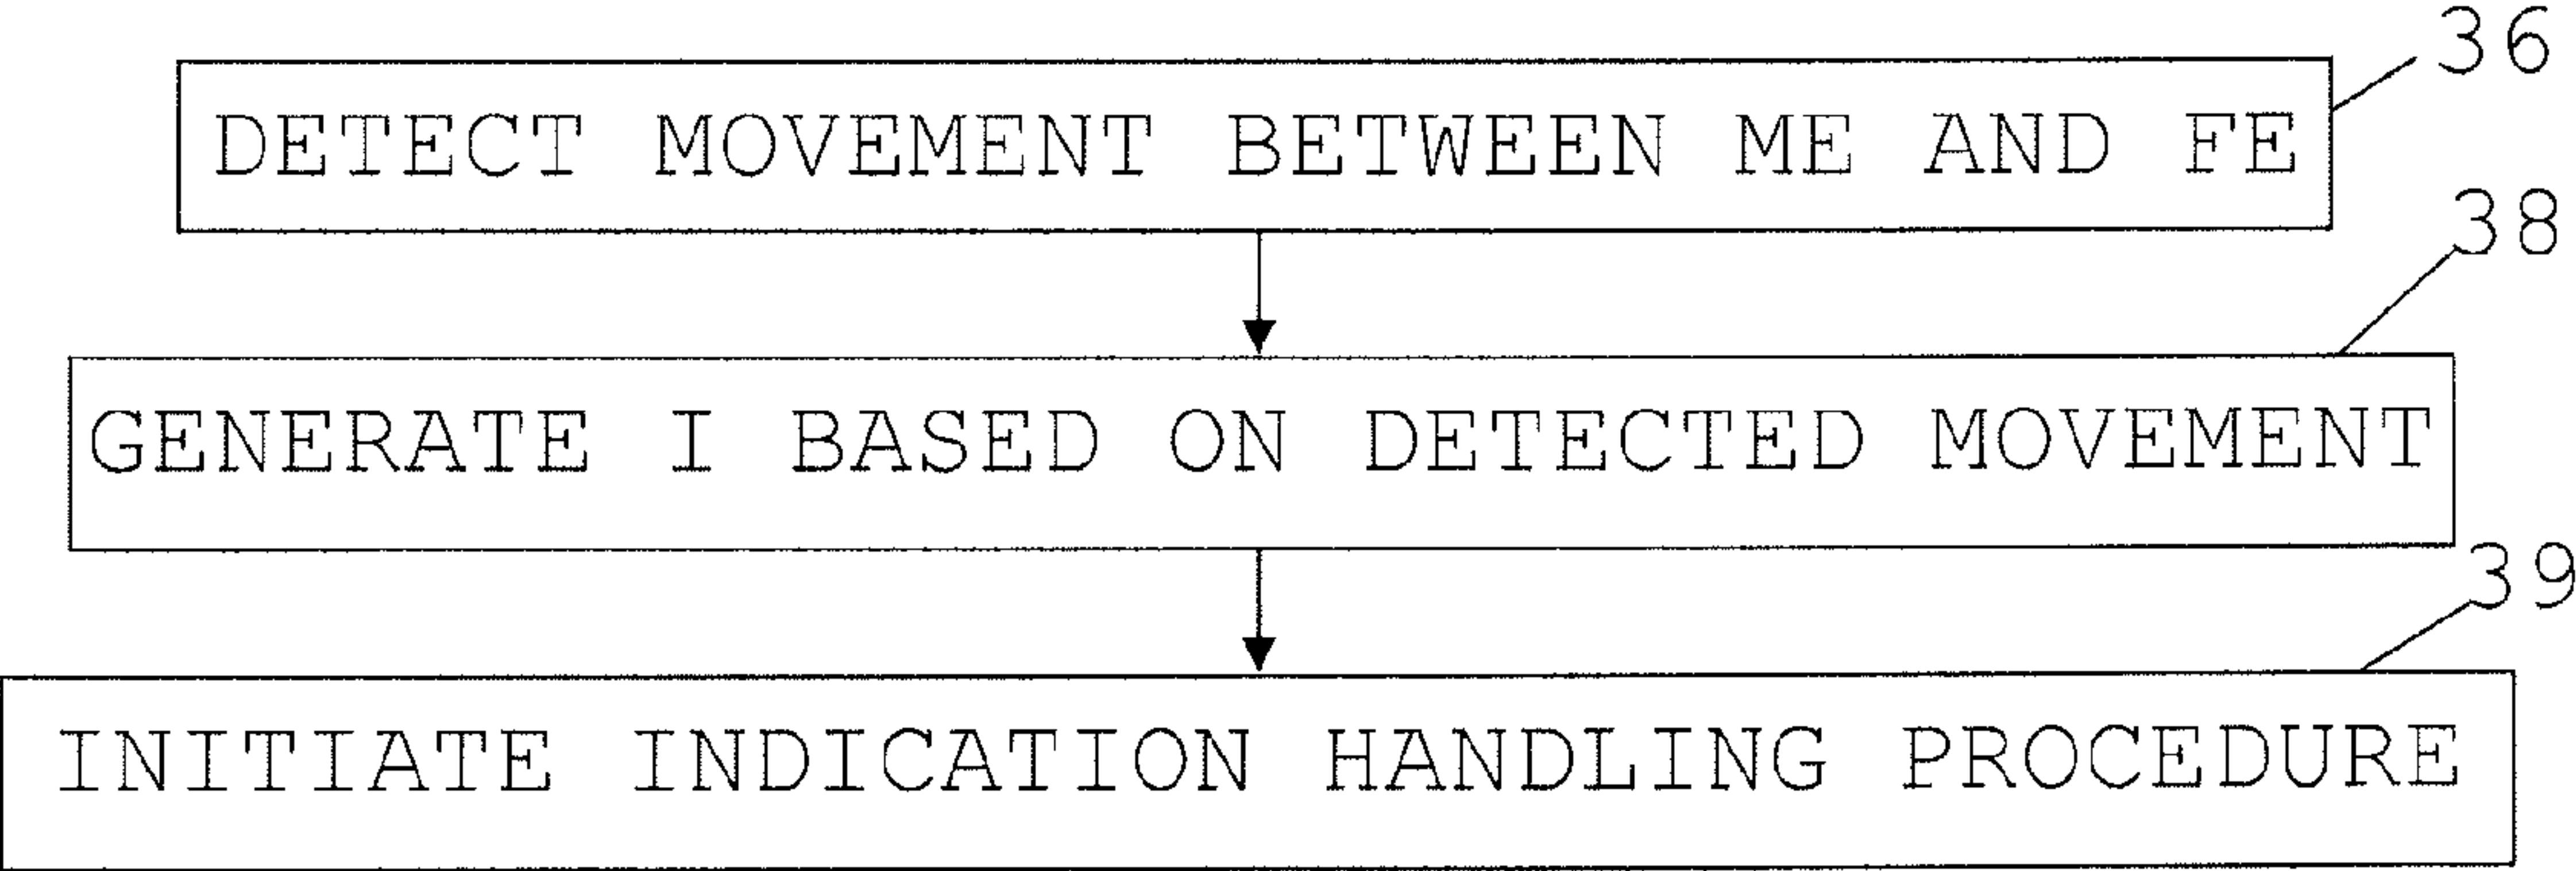 36
DETECT MOVEMENT BETWEEN ME AND FE
38
GENERATE I BASED ON DETECTED MOVEMENT
39
INITIATE INDICATION HANDLING PROCEDURE